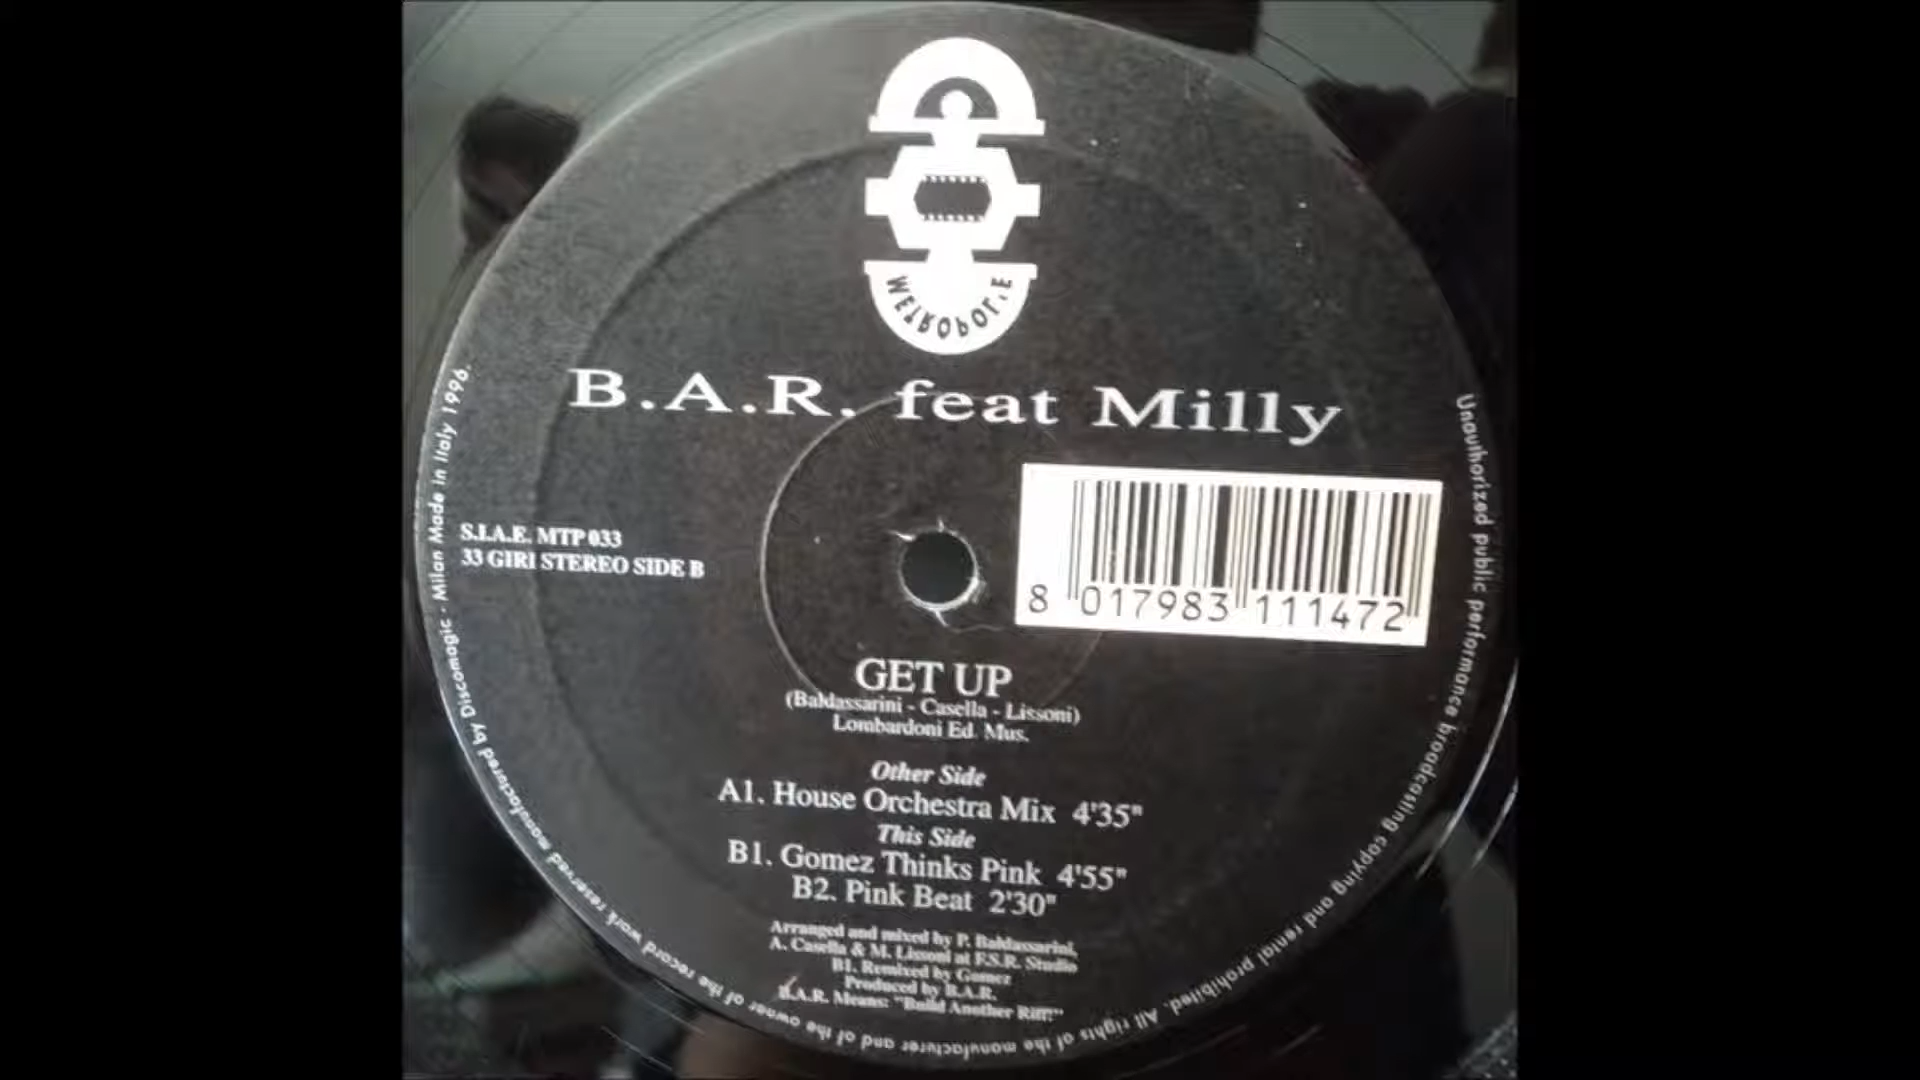 METROPOL.E
B.A.R. feat Milly
S.I.A.E. MTP 033
33 GIRI STEREO SIDE B
8 017983 111472
GET UP
(Baldassarini - Casella - Lissoni)
Lombardoni Ed. Mus.
Other Side
A1. House Orchestra Mix 4'35"
This Side
B1. Gomez Thinks Pink 4'55"
B2. Pink Beat 2'30"
Arranged and mixed by P. Baldassarini,
A. Casella & M. Lissoni at F.S.R. Studio
B1. Remixed by Gomez
Produced by B.A.R.
B.A.R. Means: "Build Another Riff!"
Unauthorized public performance broadcasting copying and rental prohibited. All rights of the manufacturer and of the owner of the record work reserved manufactured by Discomagic - Milan Made in Italy 1996.